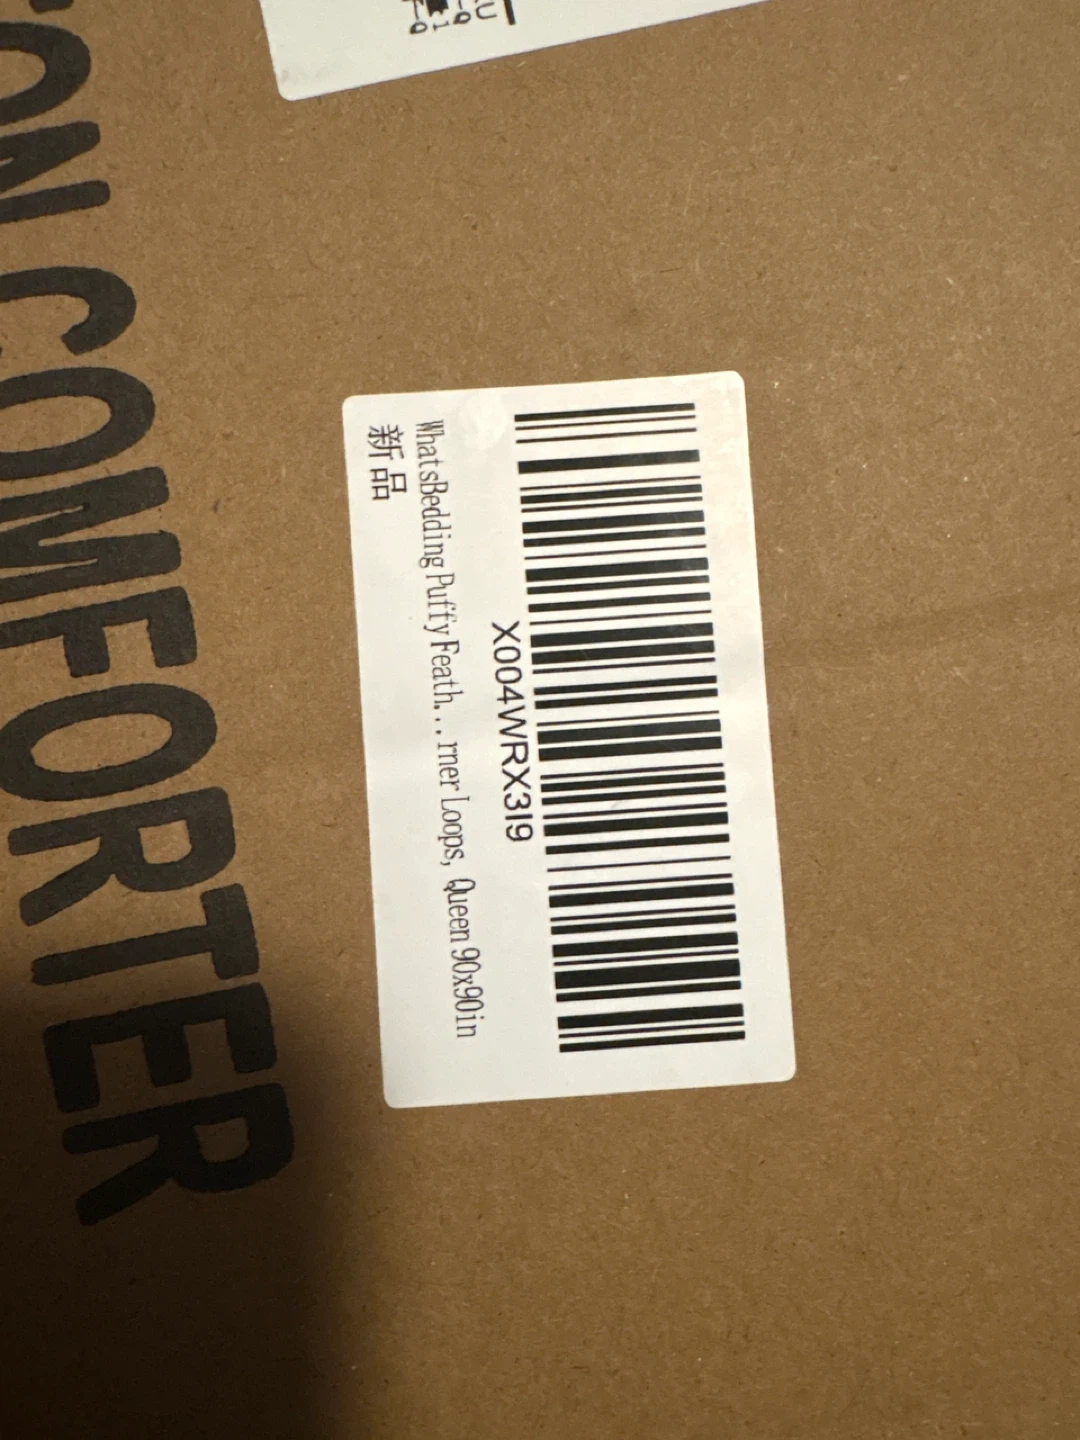 COMFORTER
X004WRX3I9
WhatsBedding Puffy Feath...rner Loops, Queen 90x90in
新品